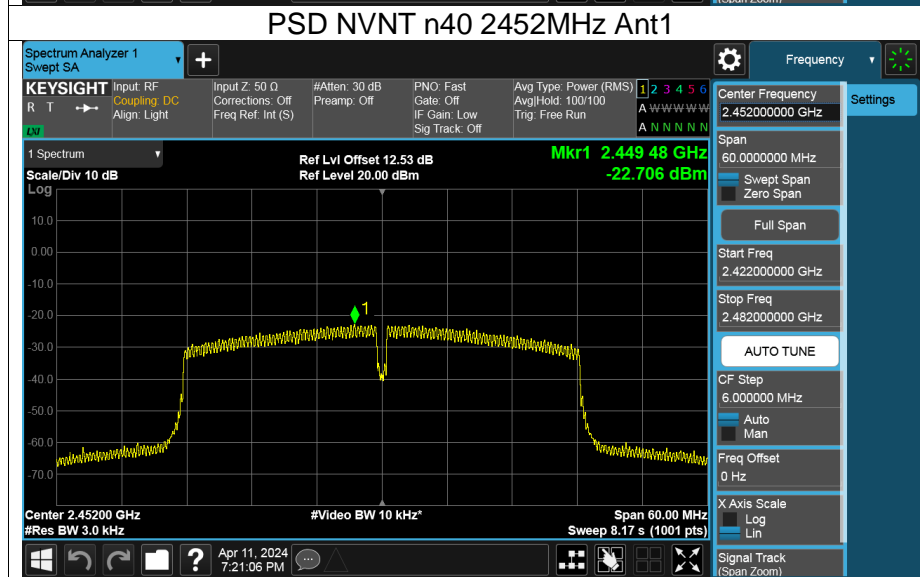 (Span Zoom)
PSD NVNT n40 2452MHz Ant1
Spectrum Analyzer 1
Swept SA
+
Frequency
KEYSIGHT
R T
LXI
Input: RF
Coupling: DC
Align: Light
Input Z: 50 Ω
Corrections: Off
Freq Ref: Int (S)
#Atten: 30 dB
Preamp: Off
PNO: Fast
Gate: Off
IF Gain: Low
Sig Track: Off
Avg Type: Power (RMS)
Avg|Hold: 100/100
Trig: Free Run
1 2 3 4 5 6
A W W W W W
A N N N N N
1 Spectrum
Scale/Div 10 dB
Log
Ref Lvl Offset 12.53 dB
Ref Level 20.00 dBm
Mkr1 2.449 48 GHz
-22.706 dBm
10.0
0.00
-10.0
-20.0
-30.0
-40.0
-50.0
-60.0
-70.0
1
Center 2.45200 GHz
#Res BW 3.0 kHz
#Video BW 10 kHz*
Span 60.00 MHz
Sweep 8.17 s (1001 pts)
Center Frequency
2.452000000 GHz
Settings
Span
60.0000000 MHz
Swept Span
Zero Span
Full Span
Start Freq
2.422000000 GHz
Stop Freq
2.482000000 GHz
AUTO TUNE
CF Step
6.000000 MHz
Auto
Man
Freq Offset
0 Hz
X Axis Scale
Log
Lin
Signal Track
(Span Zoom)
?
Apr 11, 2024
7:21:06 PM